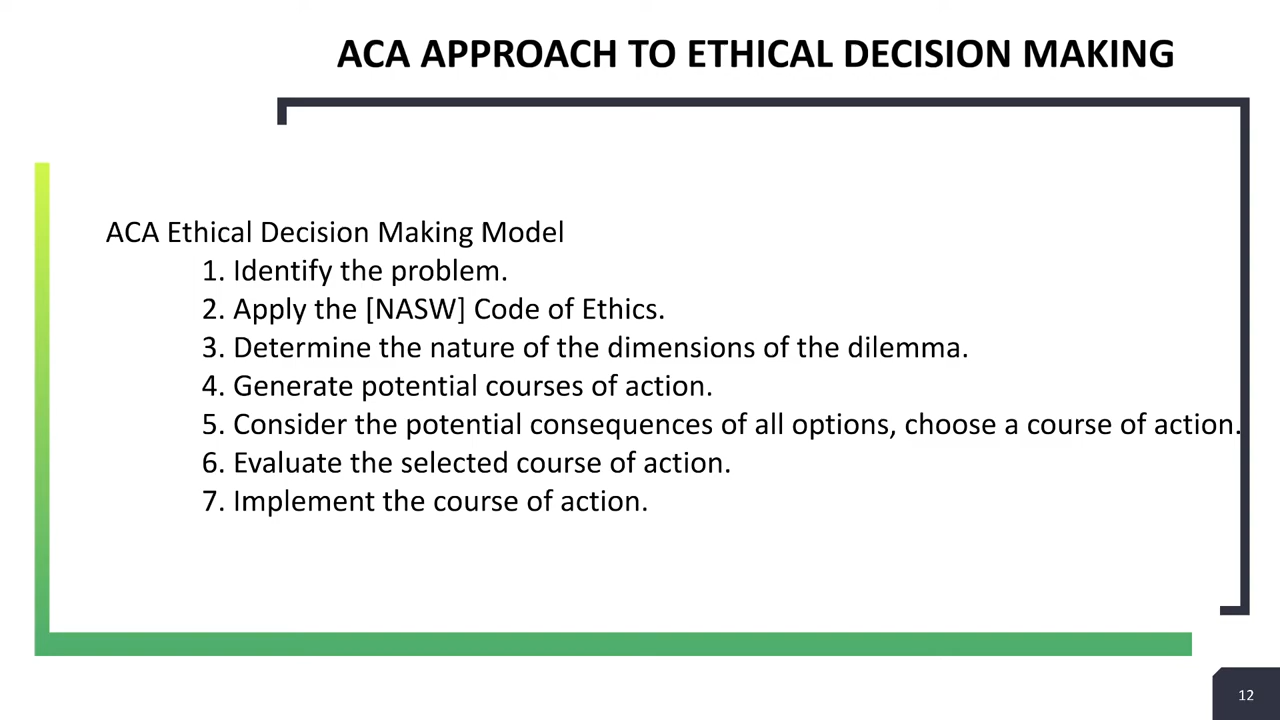 ACA APPROACH TO ETHICAL DECISION MAKING
ACA Ethical Decision Making Model
1. Identify the problem.
2. Apply the [NASW] Code of Ethics.
3. Determine the nature of the dimensions of the dilemma.
4. Generate potential courses of action.
5. Consider the potential consequences of all options, choose a course of action.
6. Evaluate the selected course of action.
7. Implement the course of action.
12